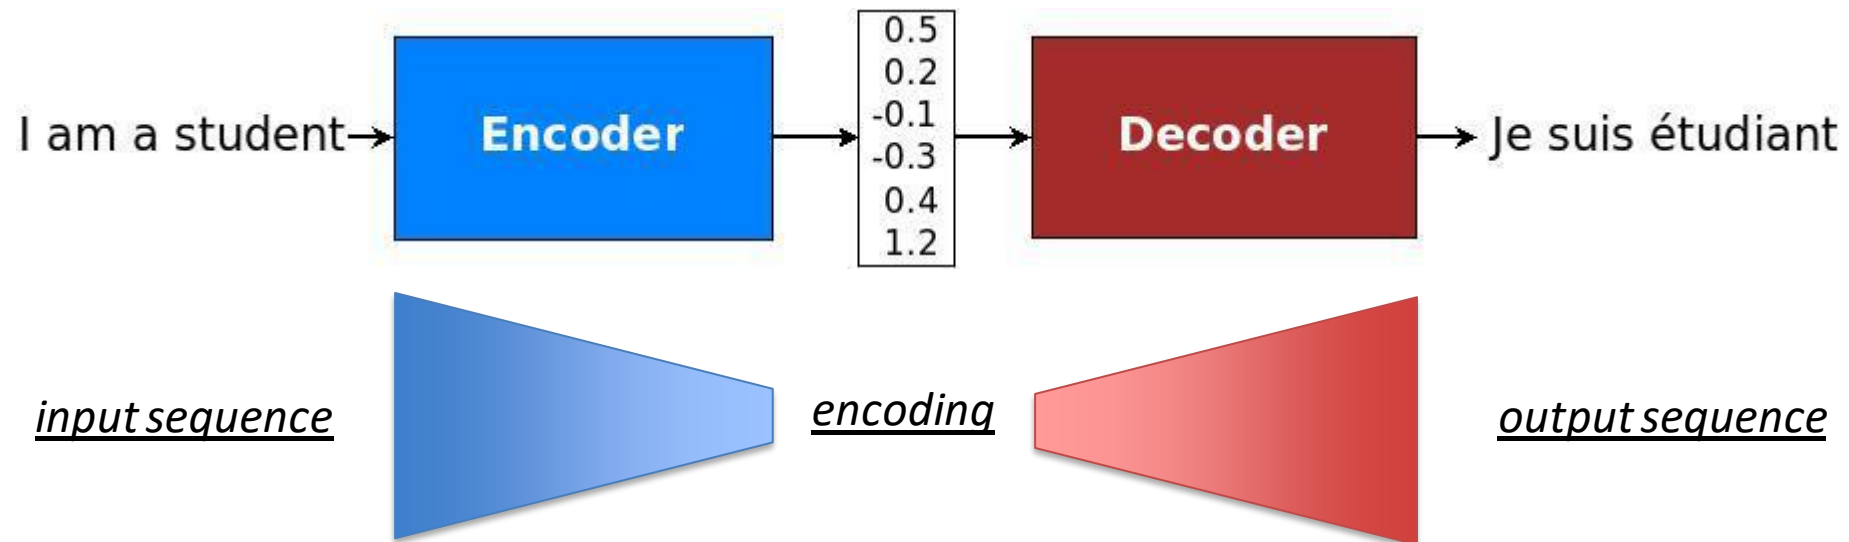 I am a student
Encoder
0.5
0.2
-0.1
-0.3
0.4
1.2
Decoder
Je suis étudiant
input sequence
encoding
output sequence